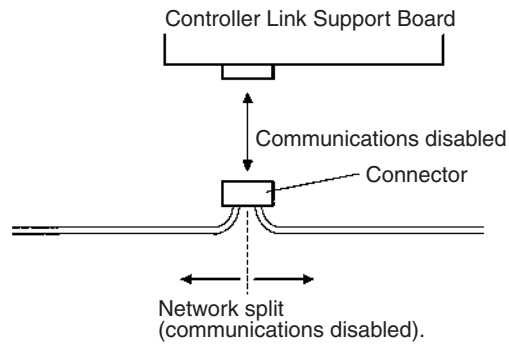 Controller Link Support Board
Communications disabled
Connector
Network split
(communications disabled).